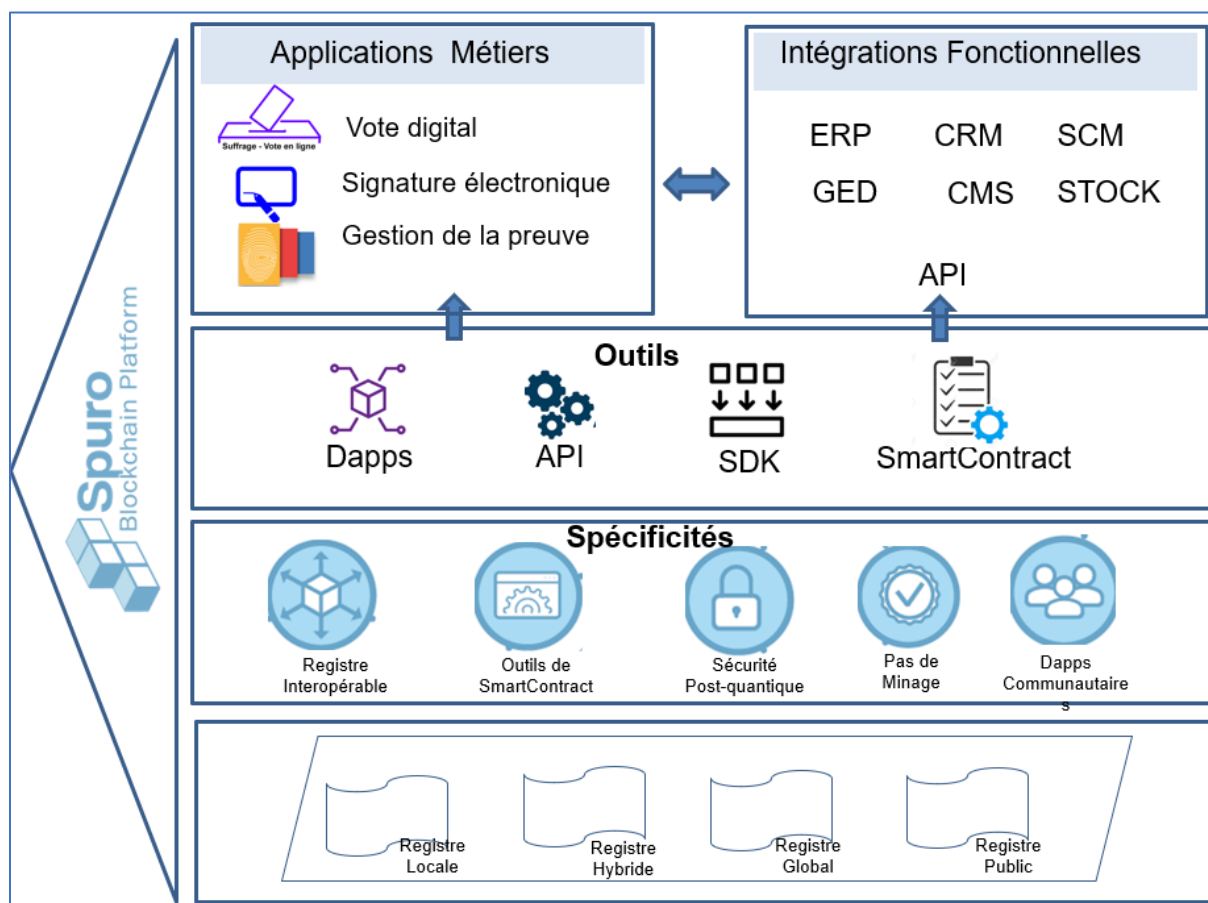 Spuro
Blockchain Platform
Applications Métiers
Suffrage - Vote en ligne
Vote digital
Signature électronique
Gestion de la preuve
Intégrations Fonctionnelles
ERP CRM SCM
GED CMS STOCK
API
Outils
Dapps API SDK SmartContract
Spécificités
Registre
Interopérable
Outils de
SmartContract
Sécurité
Post-quantique
Pas de
Minage
Dapps
Communautaire
s
Registre
Locale
Registre
Hybride
Registre
Global
Registre
Public